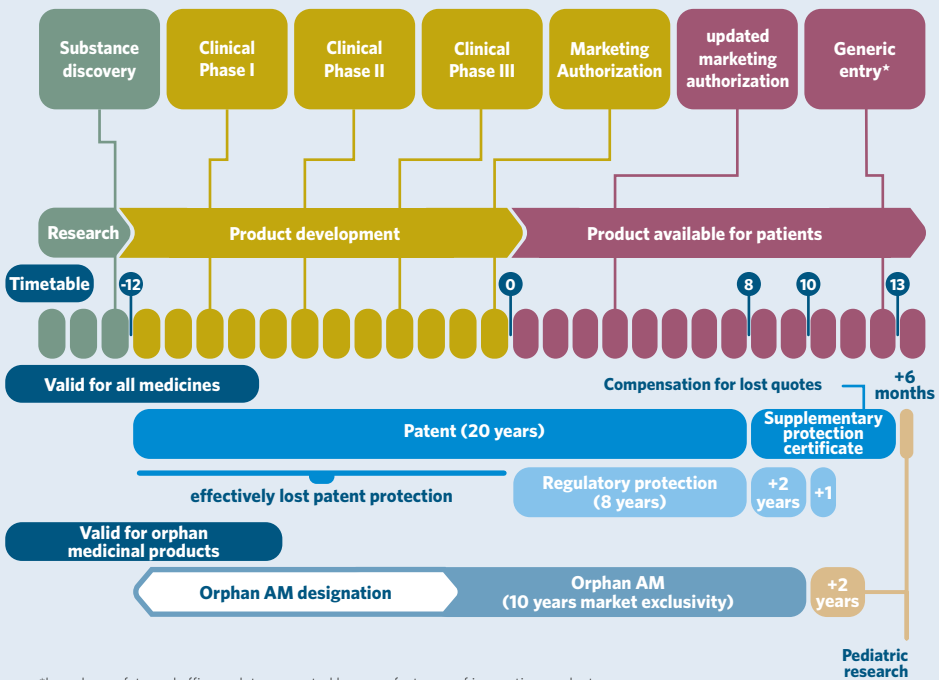 Substance
discovery
Clinical
Phase I
Clinical
Phase II
Clinical
Phase III
Marketing
Authorization
updated
marketing
authorization
Generic
entry*
Research
Product development
Product available for patients
Timetable
-12
0
8
10
13
Valid for all medicines
Compensation for lost quotes
+6
months
Patent (20 years)
Supplementary
protection
certificate
effectively lost patent protection
Regulatory protection
(8 years)
+2
years
+1
Valid for orphan
medicinal products
Orphan AM designation
Orphan AM
(10 years market exclusivity)
+2
years
Pediatric
research